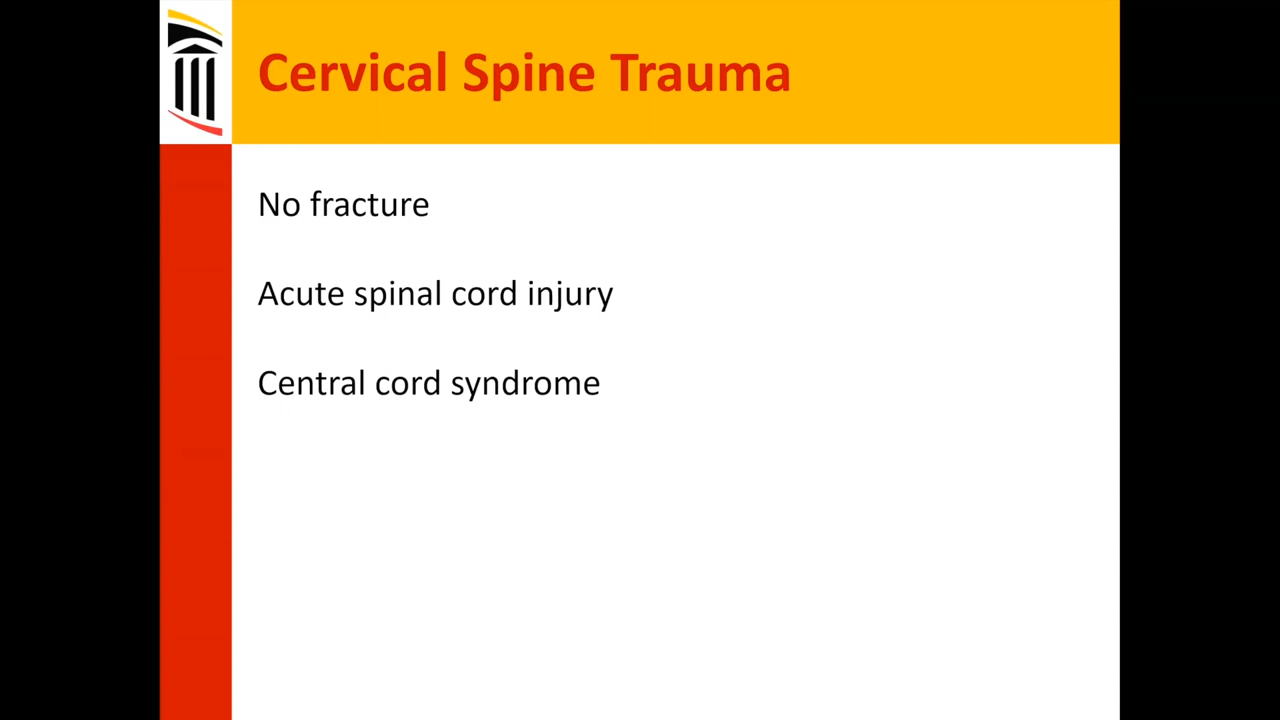 Cervical Spine Trauma
No fracture
Acute spinal cord injury
Central cord syndrome